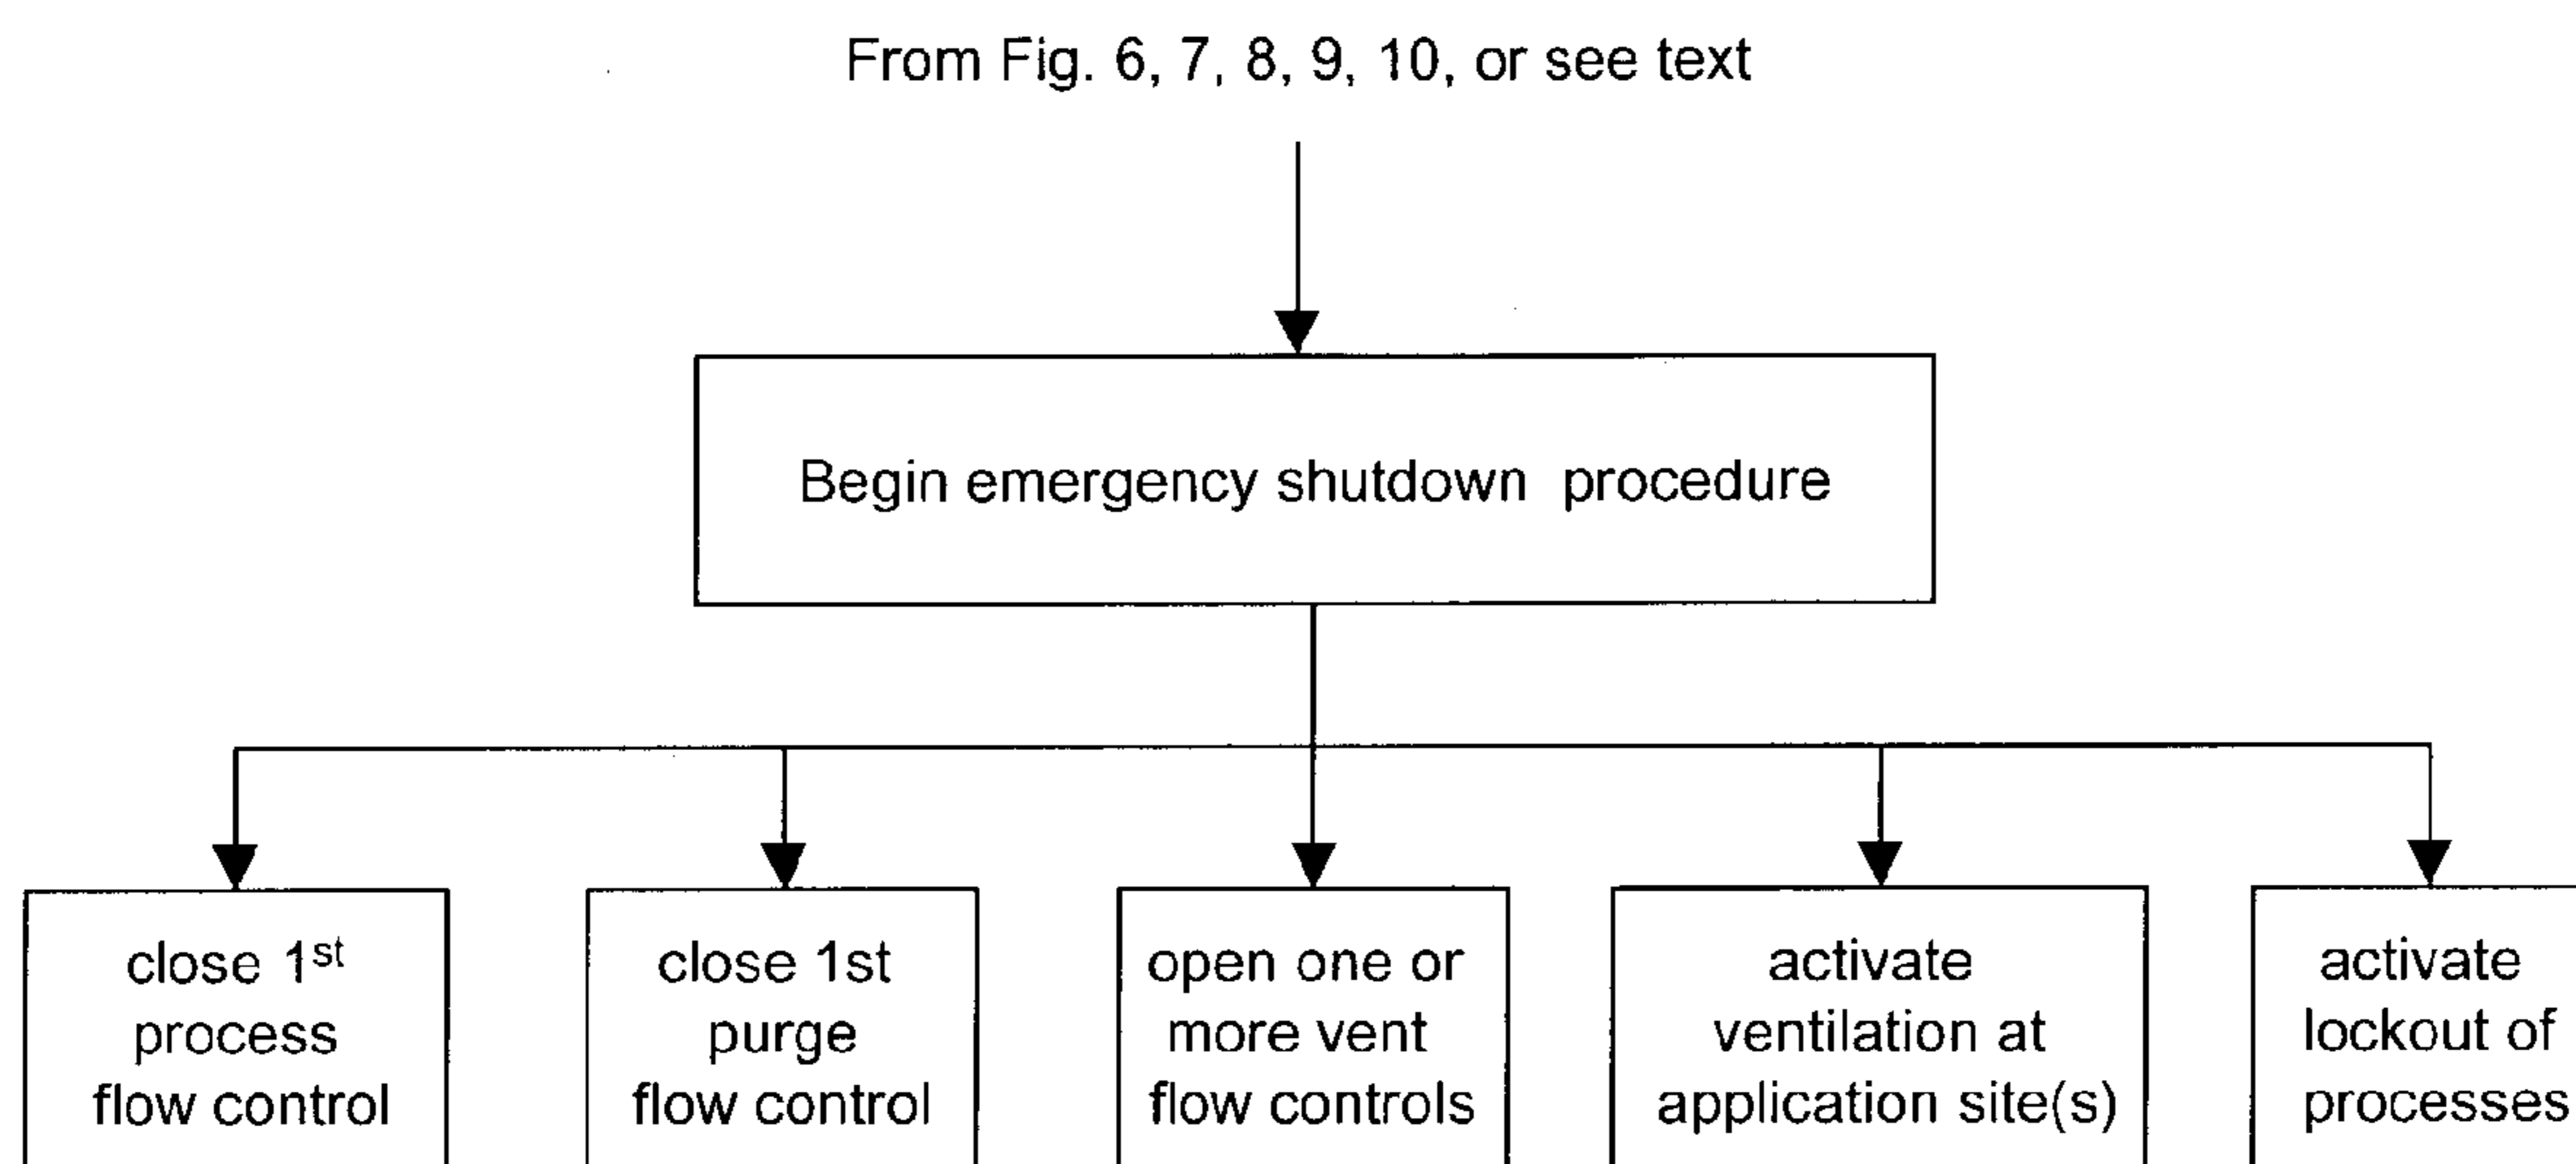 From Fig. 6, 7, 8, 9, 10, or see text
Begin emergency shutdown procedure
close 1st
process
flow control
close 1st
purge
flow control
open one or
more vent
flow controls
activate
ventilation at
application site(s)
activate
lockout of
processes